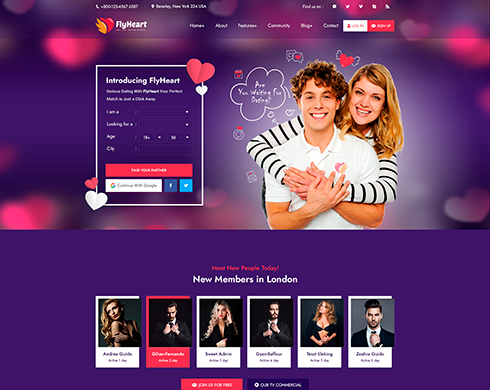 +800-123-4567 6587
Beverley, New York 224 USA
Find us on :
FlyHeart
Home+
About
Features+
Community
Blog+
Contact
LOG IN
SIGN UP
Introducing FlyHeart
Serious Dating With FlyHeart Your Perfect
Match is Just a Click Away
I am a
Looking for a
Age
18+
36
City
FIND YOUR PARTNER
Continue With Google
Are You Waiting For Dating?
Meet New People Today!
New Members in London
Andrea Guido
Active 1 day
Gihan-Fernando
Active 2 day
Sweet Admin
Active 3 day
Gyan-Baffour
Active 4 day
Teszt Eleking
Active 5 day
Zeahra Guido
Active 6 day
JOIN US FOR FREE
OUR TV COMMERCIAL